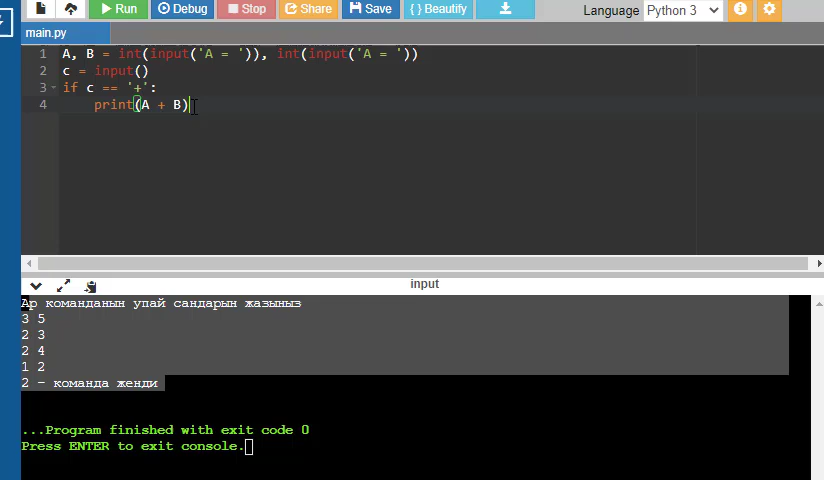 Run Debug Stop Share Save { } Beautify Language Python 3
main.py
1 A, B = int(input('A = ')), int(input('A = '))
2 c = input()
3 if c == '+':
4 print(A + B)
input
Ар команданын упай сандарын жазыныз
3 5
2 3
2 4
1 2
2 - команда женди
...Program finished with exit code 0
Press ENTER to exit console.